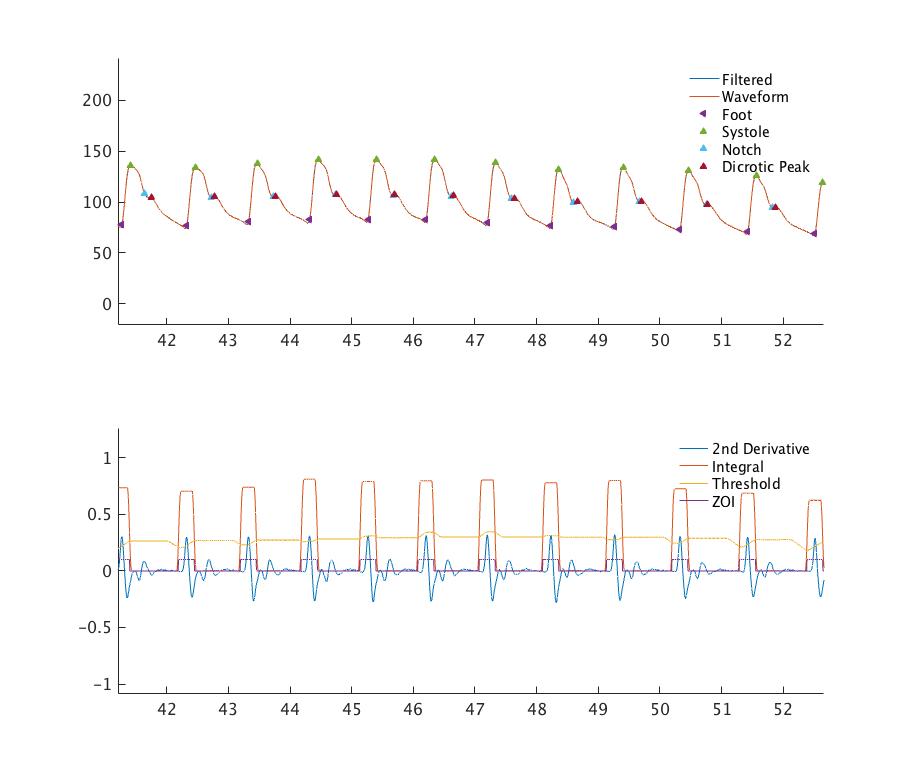 200
150
100
50
0
Filtered
Waveform
Foot
Systole
Notch
Dicrotic Peak
42 43 44 45 46 47 48 49 50 51 52
1
0.5
0
−0.5
−1
2nd Derivative
Integral
Threshold
ZOI
42 43 44 45 46 47 48 49 50 51 52